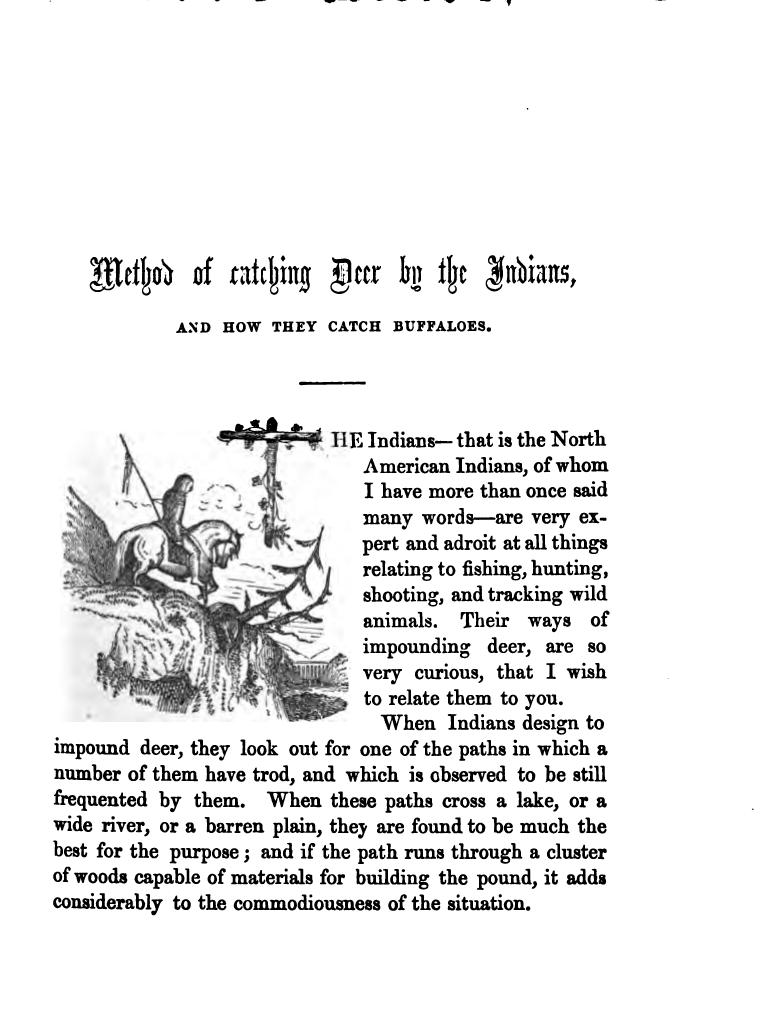 Method of catching Deer by the Indians,
AND HOW THEY CATCH BUFFALOES.
THE Indians—that is the North
American Indians, of whom
I have more than once said
many words—are very ex-
pert and adroit at all things
relating to fishing, hunting,
shooting, and tracking wild
animals. Their ways of
impounding deer, are so
very curious, that I wish
to relate them to you.
When Indians design to
impound deer, they look out for one of the paths in which a
number of them have trod, and which is observed to be still
frequented by them. When these paths cross a lake, or a
wide river, or a barren plain, they are found to be much the
best for the purpose; and if the path runs through a cluster
of woods capable of materials for building the pound, it adds
considerably to the commodiousness of the situation.